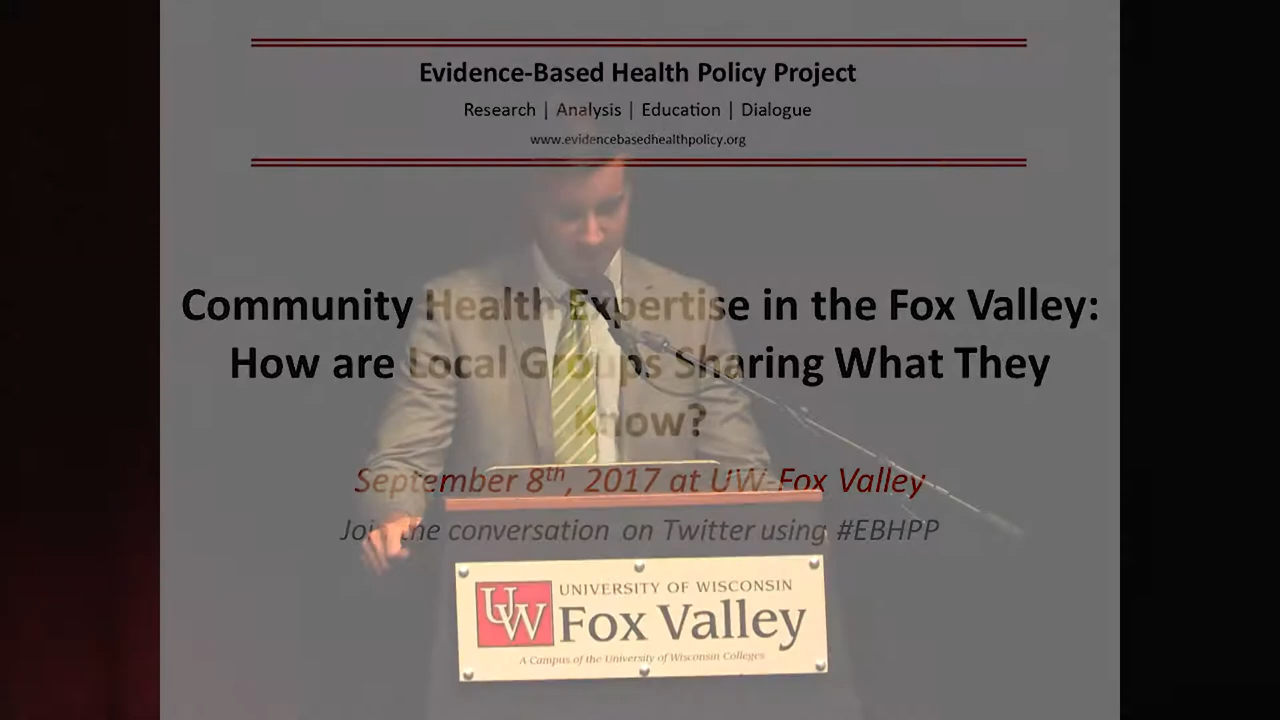 Evidence-Based Health Policy Project
Research | Analysis | Education | Dialogue
www.evidencebasedhealthpolicy.org
Community Health Expertise in the Fox Valley:
How are Local Groups Sharing What They
Know?
September 8th, 2017 at UW-Fox Valley
Join the conversation on Twitter using #EBHPP
UW
UNIVERSITY OF WISCONSIN
Fox Valley
A Campus of the University of Wisconsin Colleges